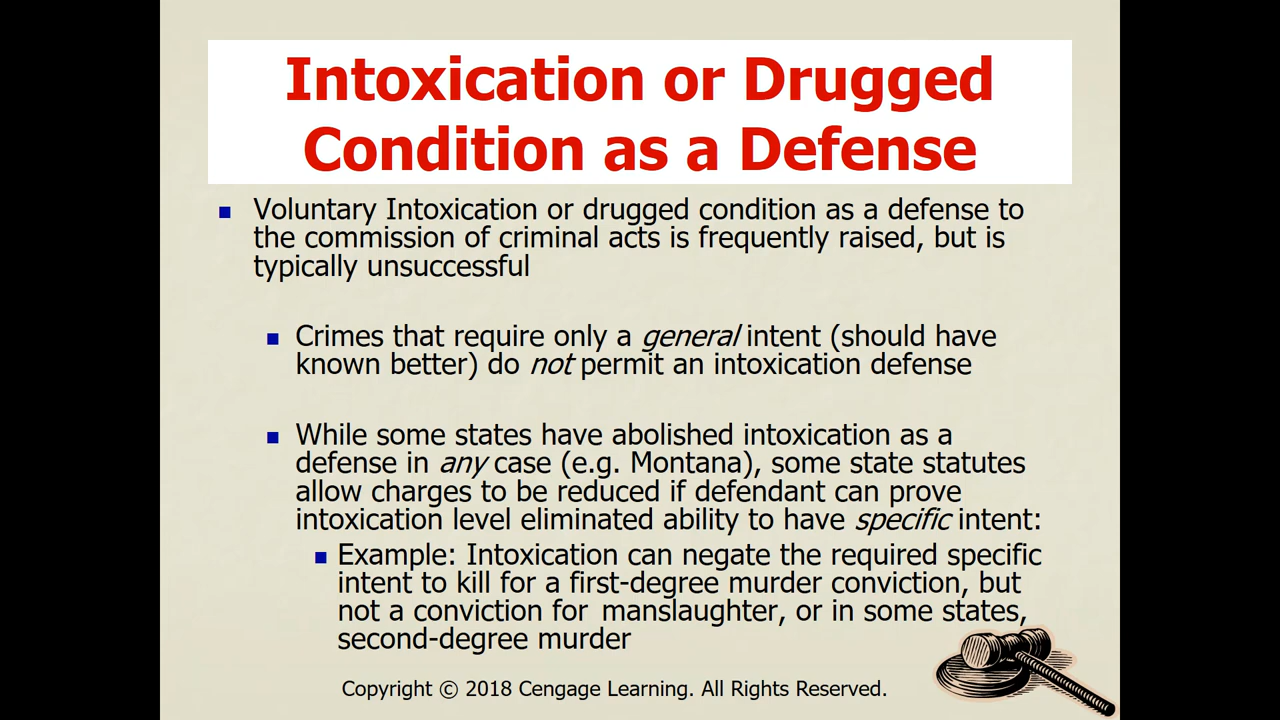 Intoxication or Drugged
Condition as a Defense
Voluntary Intoxication or drugged condition as a defense to
the commission of criminal acts is frequently raised, but is
typically unsuccessful
Crimes that require only a general intent (should have
known better) do not permit an intoxication defense
While some states have abolished intoxication as a
defense in any case (e.g. Montana), some state statutes
allow charges to be reduced if defendant can prove
intoxication level eliminated ability to have specific intent:
Example: Intoxication can negate the required specific
intent to kill for a first-degree murder conviction, but
not a conviction for manslaughter, or in some states,
second-degree murder
Copyright © 2018 Cengage Learning. All Rights Reserved.